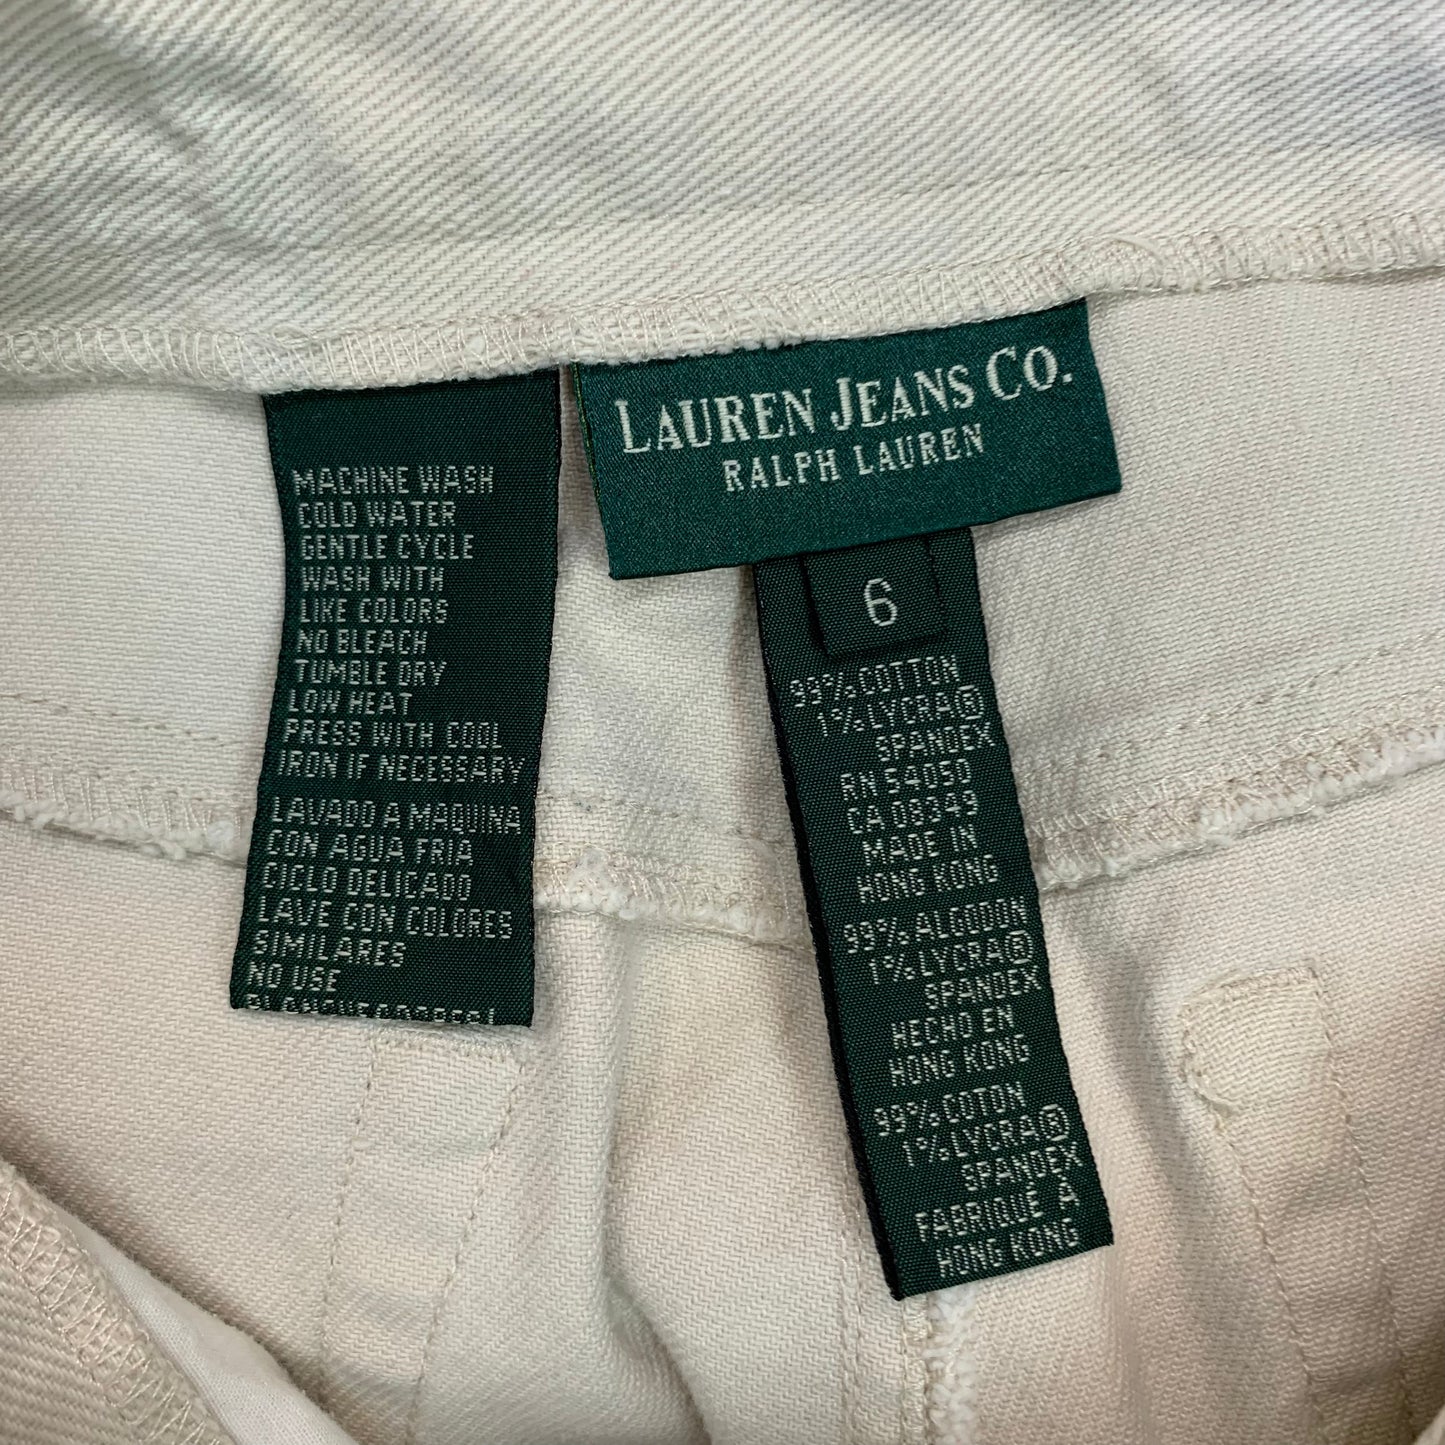 LAUREN JEANS CO.
RALPH LAUREN
6
99% COTTON
1% LYCRA®
SPANDEX
RN 54050
CA 08349
MADE IN
HONG KONG
99% ALGODON
1% LYCRA®
SPANDEX
HECHO EN
HONG KONG
99% COTON
1% LYCRA®
SPANDEX
FABRIQUÉ A
HONG KONG
MACHINE WASH
COLD WATER
GENTLE CYCLE
WASH WITH
LIKE COLORS
NO BLEACH
TUMBLE DRY
LOW HEAT
PRESS WITH COOL
IRON IF NECESSARY
LAVADO A MAQUINA
CON AGUA FRIA
CICLO DELICADO
LAVE CON COLORES
SIMILARES
NO USE